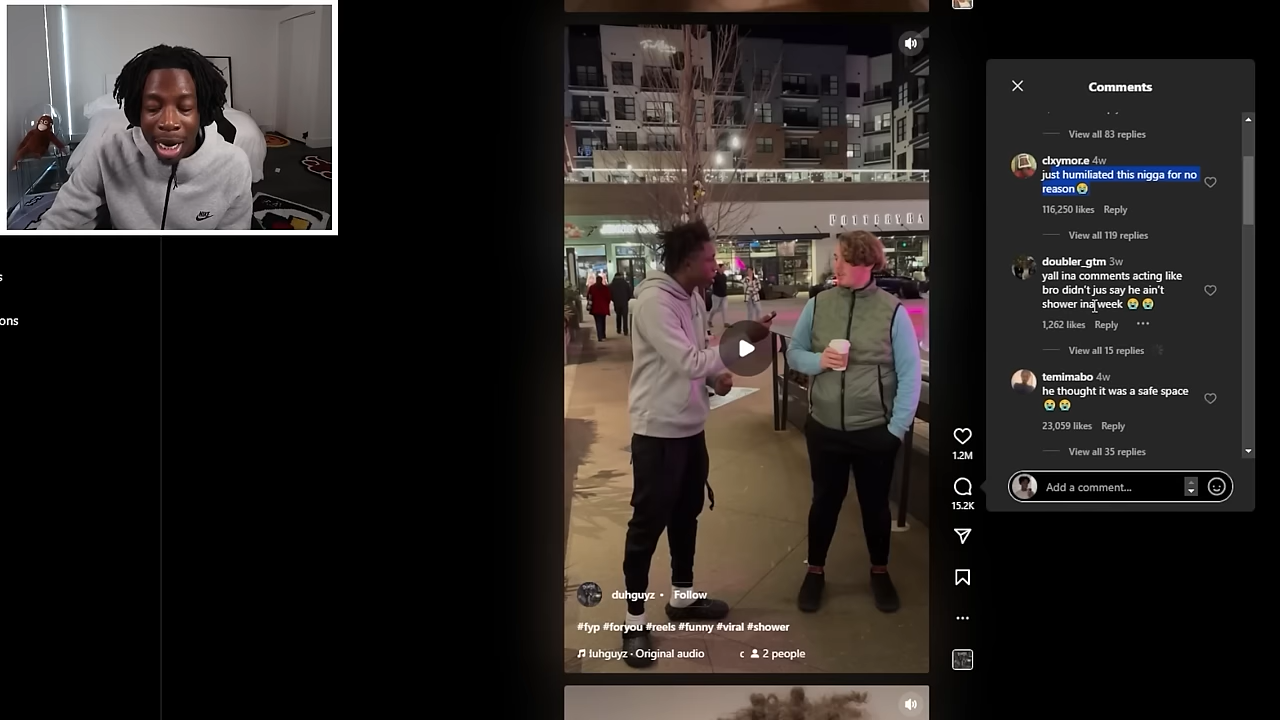 s
ons
duhguyz • Follow
#fyp #foryou #reels #funny #viral #shower
luhguyz · Original audio
c 2 people
1.2M
15.2K
Comments
View all 83 replies
clxymor.e 4w
just humiliated this nigga for no
reason 😭
116,250 likes Reply
View all 119 replies
doubler_gtm 3w
yall ina comments acting like
bro didn't jus say he ain't
shower ina week 😭 😭
1,262 likes Reply ...
View all 15 replies
temimabo 4w
he thought it was a safe space
😭 😭
23,059 likes Reply
View all 35 replies
Add a comment...